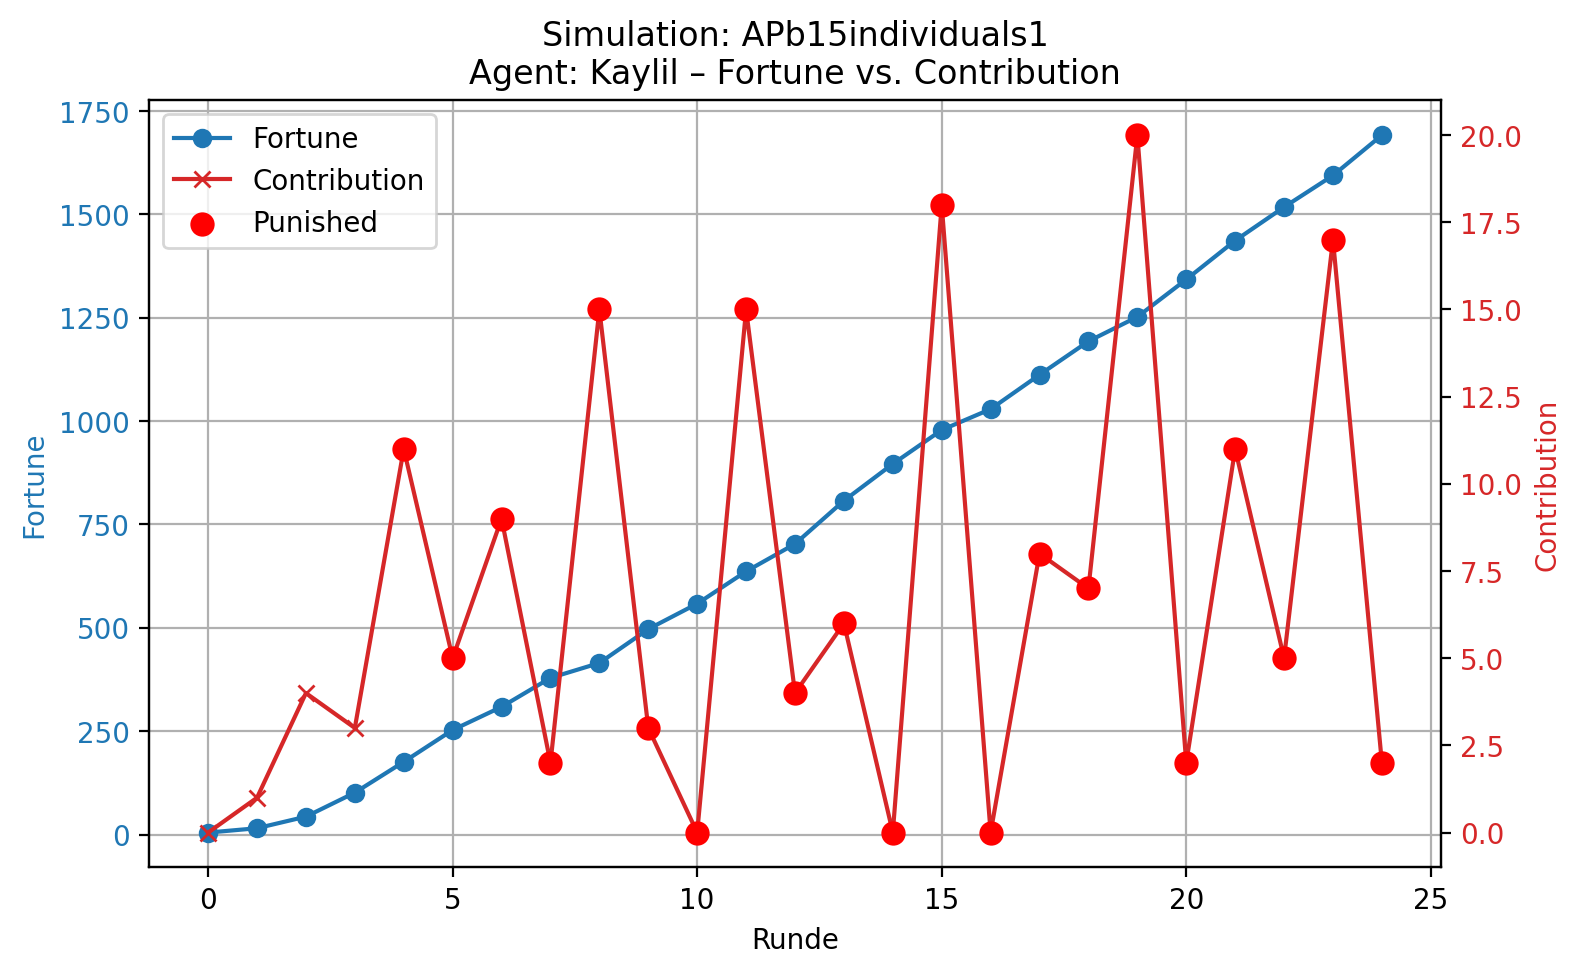 Simulation: APb15individuals1
Agent: Kaylil – Fortune vs. Contribution
Fortune
Contribution
Punished
1750
1500
1250
1000
750
500
250
0
Fortune
20.0
17.5
15.0
12.5
10.0
7.5
5.0
2.5
0.0
Contribution
0 5 10 15 20 25
Runde